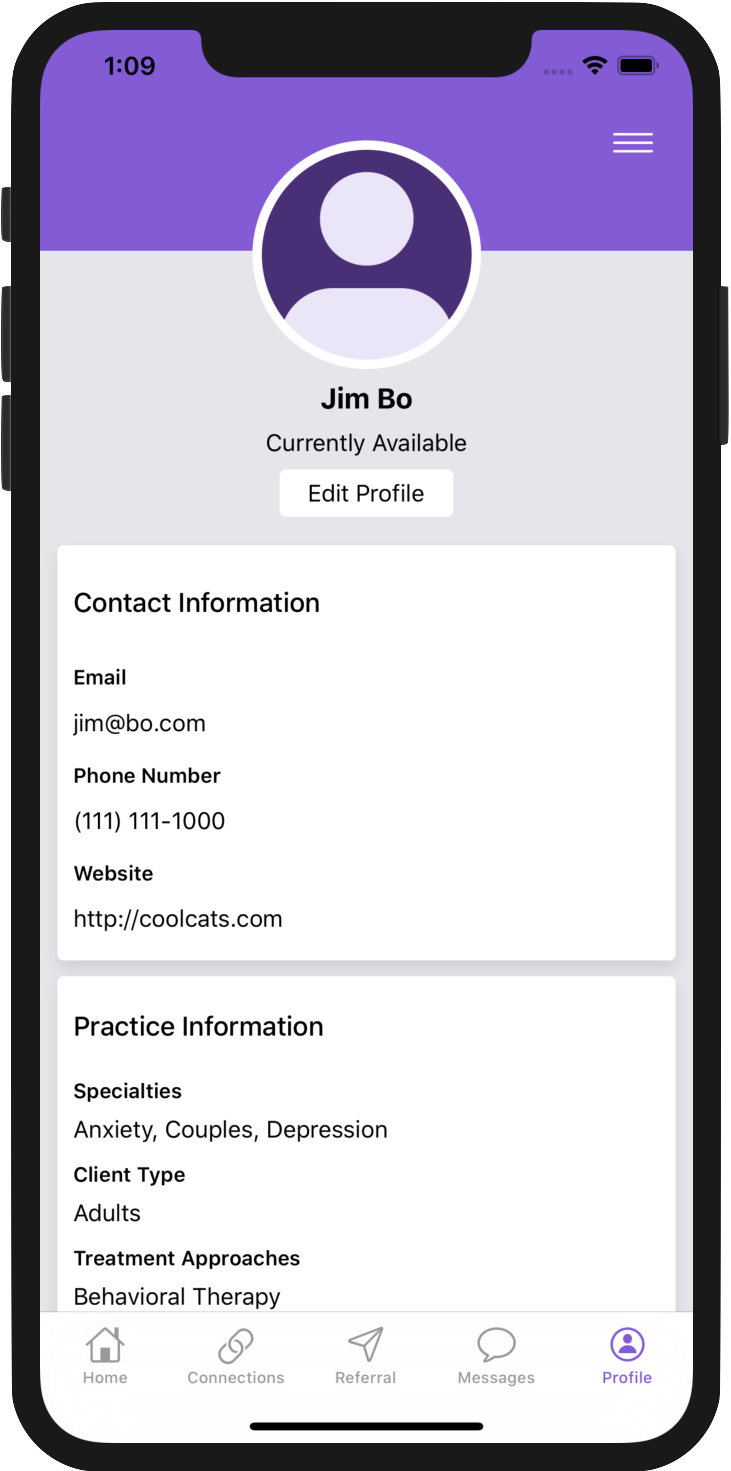 1:09
Jim Bo
Currently Available
Edit Profile
Contact Information
Email
jim@bo.com
Phone Number
(111) 111-1000
Website
http://coolcats.com
Practice Information
Specialties
Anxiety, Couples, Depression
Client Type
Adults
Treatment Approaches
Behavioral Therapy
Home Connections Referral Messages Profile